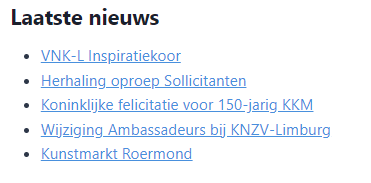 Laatste nieuws
VNK-L Inspiratiekoor
Herhaling oproep Sollicitanten
Koninklijke felicitatie voor 150-jarig KKM
Wijziging Ambassadeurs bij KNZV-Limburg
Kunstmarkt Roermond